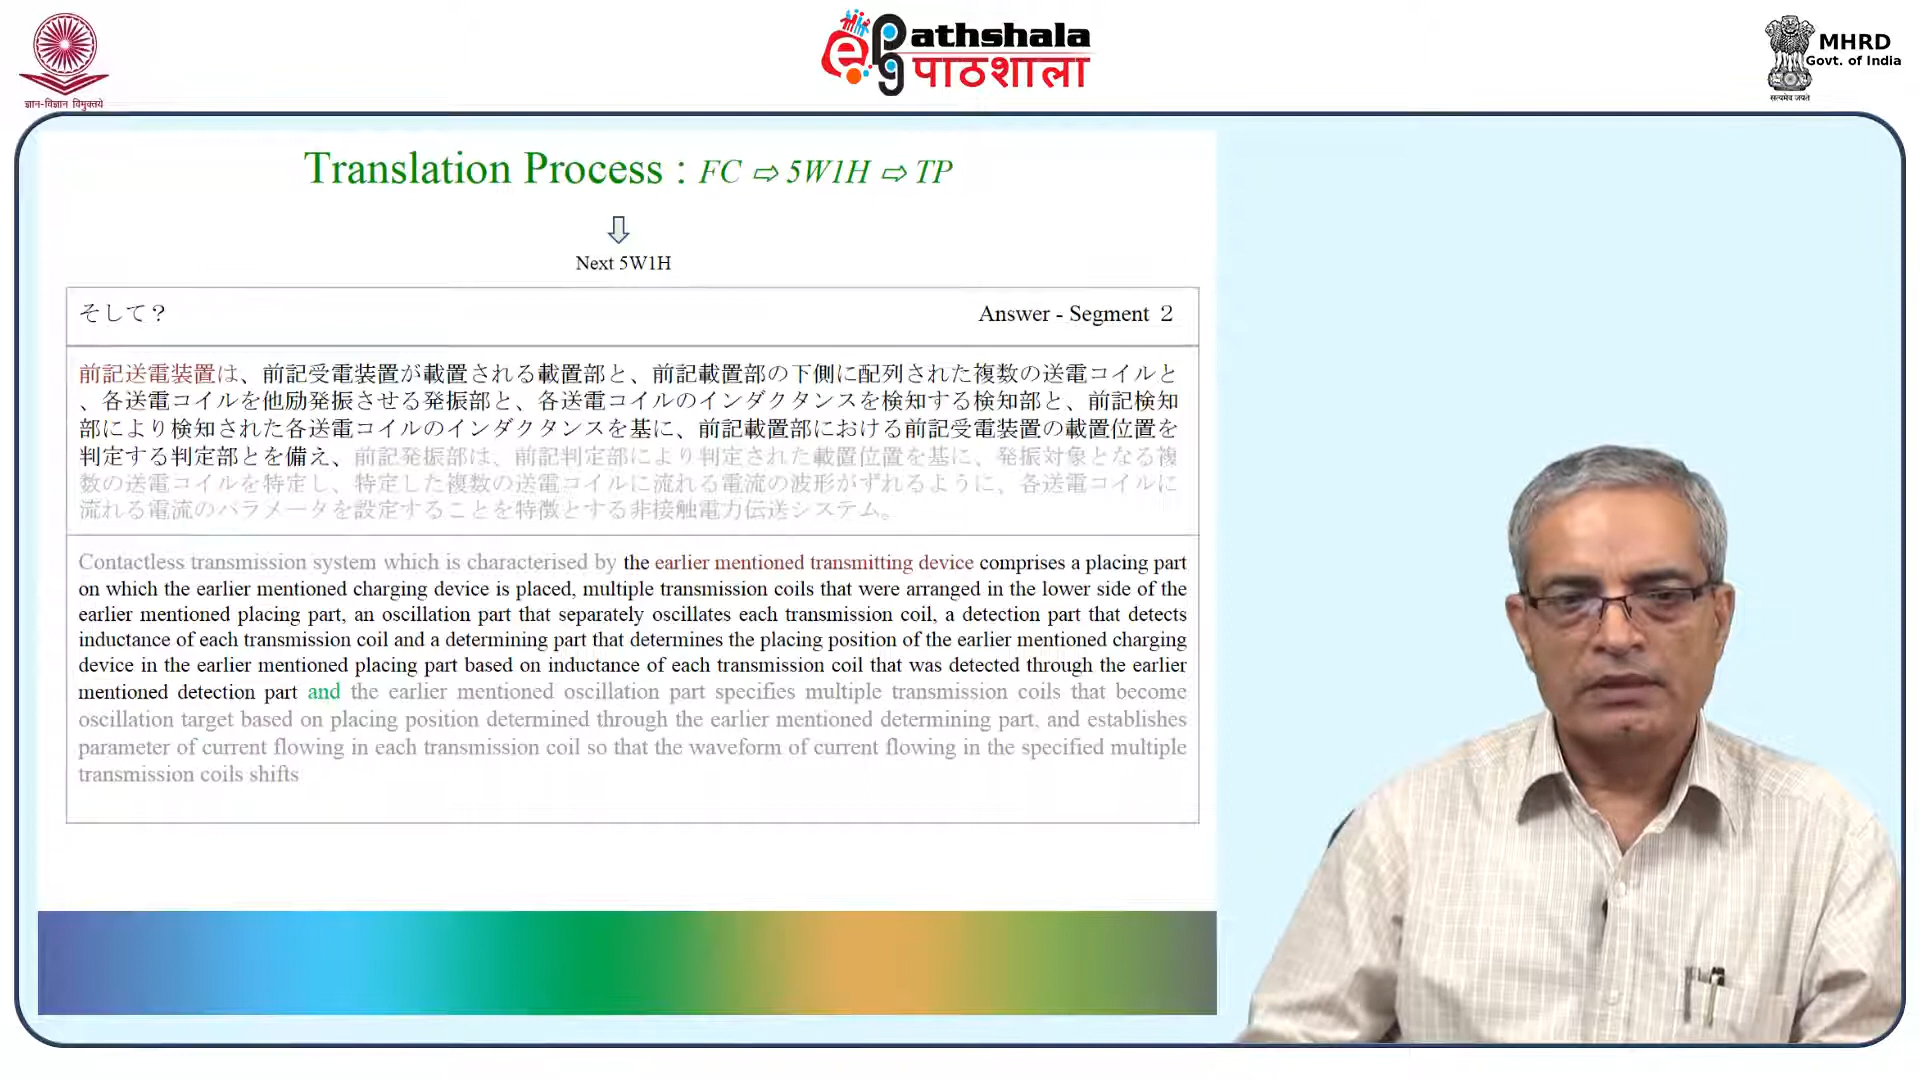 ज्ञान-विज्ञान विमुक्तये
ePG Pathshala
पाठशाला
MHRD
Govt. of India
सत्यमेव जयते
Translation Process : FC ⇨ 5W1H ⇨ TP
Next 5W1H
そして？ Answer - Segment ２
前記送電装置は、前記受電装置が載置される載置部と、前記載置部の下側に配列された複数の送電コイルと
、各送電コイルを他励発振させる発振部と、各送電コイルのインダクタンスを検知する検知部と、前記検知
部により検知された各送電コイルのインダクタンスを基に、前記載置部における前記受電装置の載置位置を
判定する判定部とを備え、前記発振部は、前記判定部により判定された載置位置を基に、発振対象となる複
数の送電コイルを特定し、特定した複数の送電コイルに流れる電流の波形がずれるように、各送電コイルに
流れる電流のパラメータを設定することを特徴とする非接触電力伝送システム。
Contactless transmission system which is characterised by the earlier mentioned transmitting device comprises a placing part
on which the earlier mentioned charging device is placed, multiple transmission coils that were arranged in the lower side of the
earlier mentioned placing part, an oscillation part that separately oscillates each transmission coil, a detection part that detects
inductance of each transmission coil and a determining part that determines the placing position of the earlier mentioned charging
device in the earlier mentioned placing part based on inductance of each transmission coil that was detected through the earlier
mentioned detection part and the earlier mentioned oscillation part specifies multiple transmission coils that become
oscillation target based on placing position determined through the earlier mentioned determining part, and establishes
parameter of current flowing in each transmission coil so that the waveform of current flowing in the specified multiple
transmission coils shifts